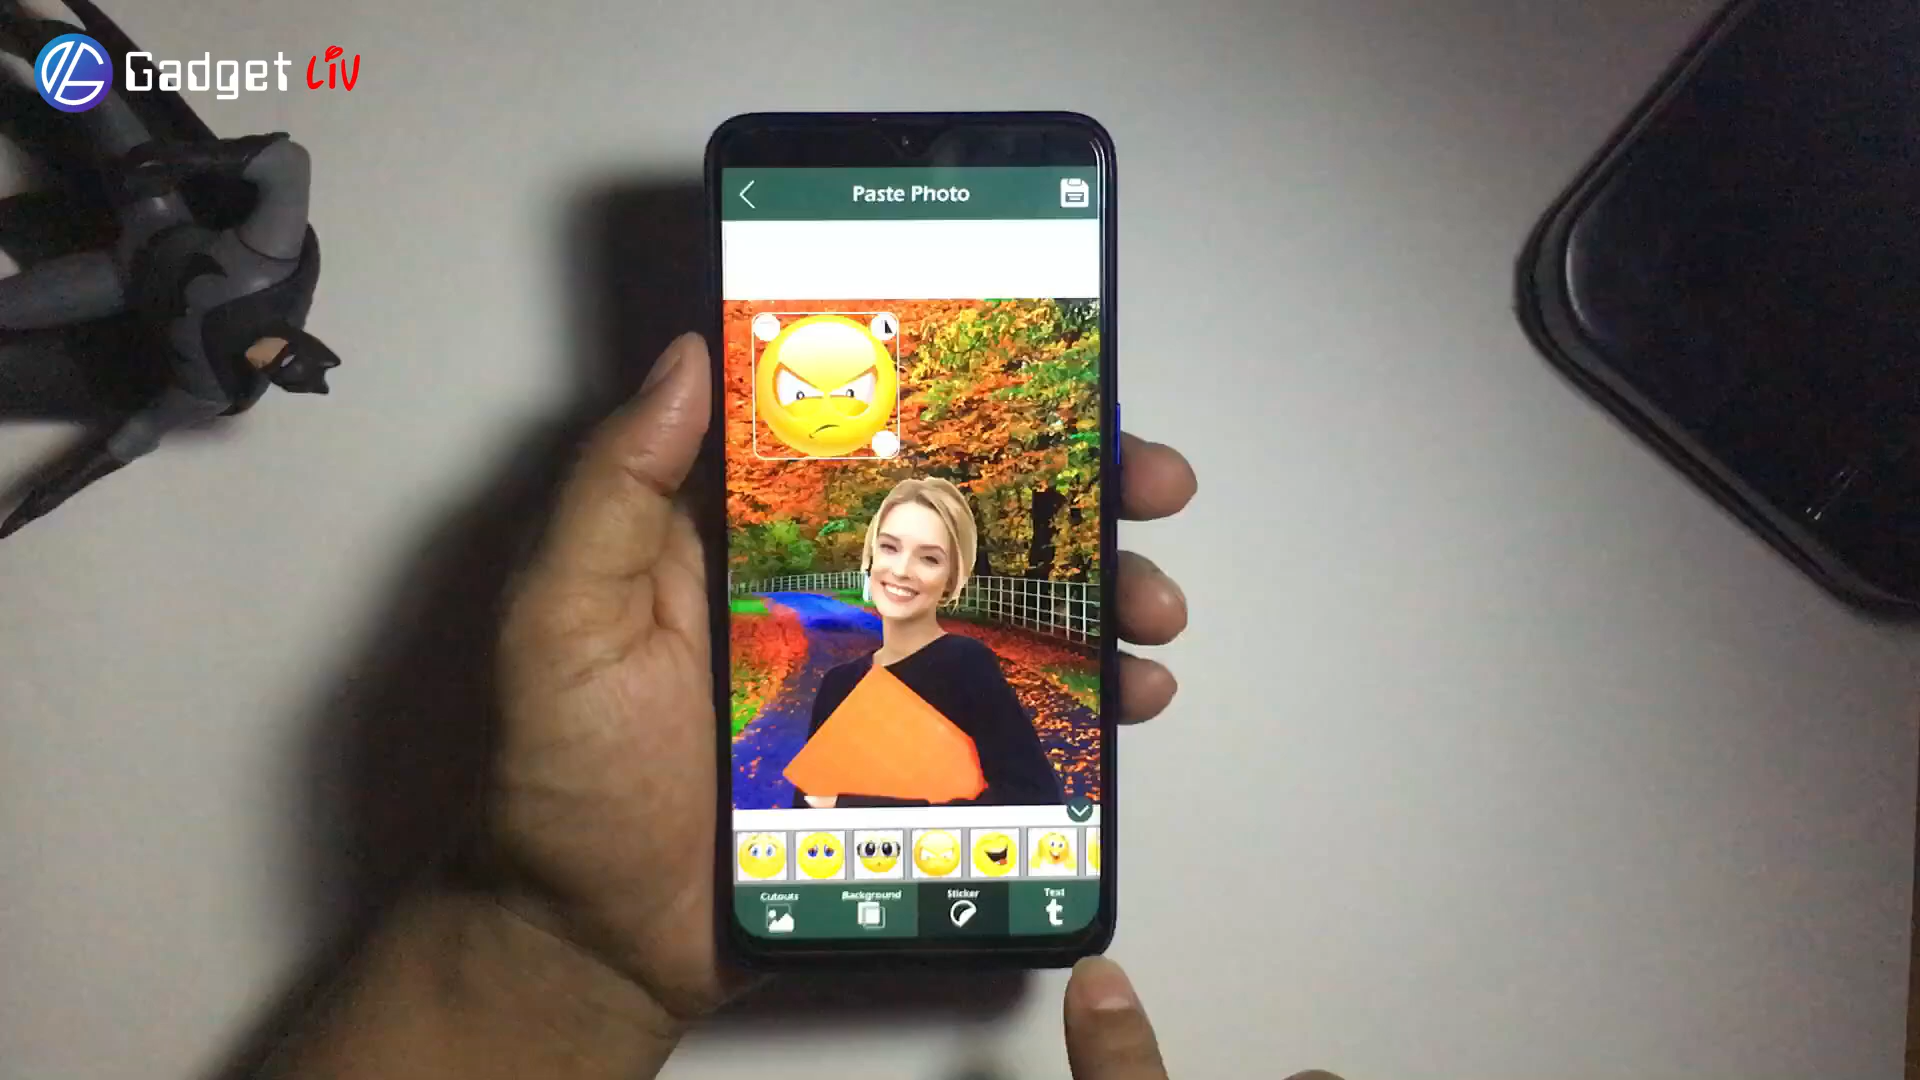 Gadget LiV
Paste Photo
Cutouts
Background
Sticker
Text